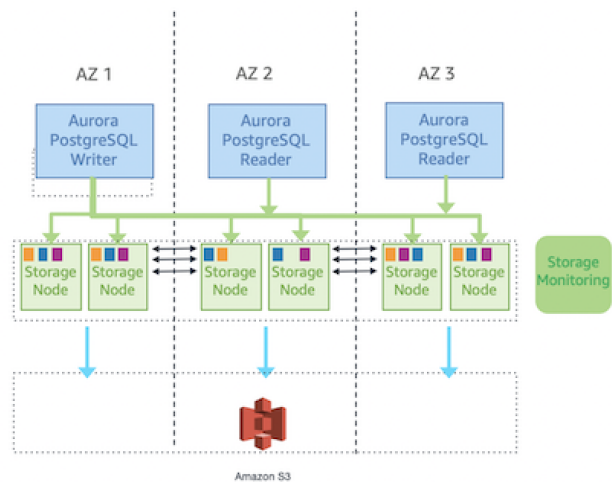 AZ 1
AZ 2
AZ 3
Aurora
PostgreSQL
Writer
Aurora
PostgreSQL
Reader
Aurora
PostgreSQL
Reader
Storage
Node
Storage
Node
Storage
Node
Storage
Node
Storage
Node
Storage
Node
Storage
Monitoring
Amazon S3